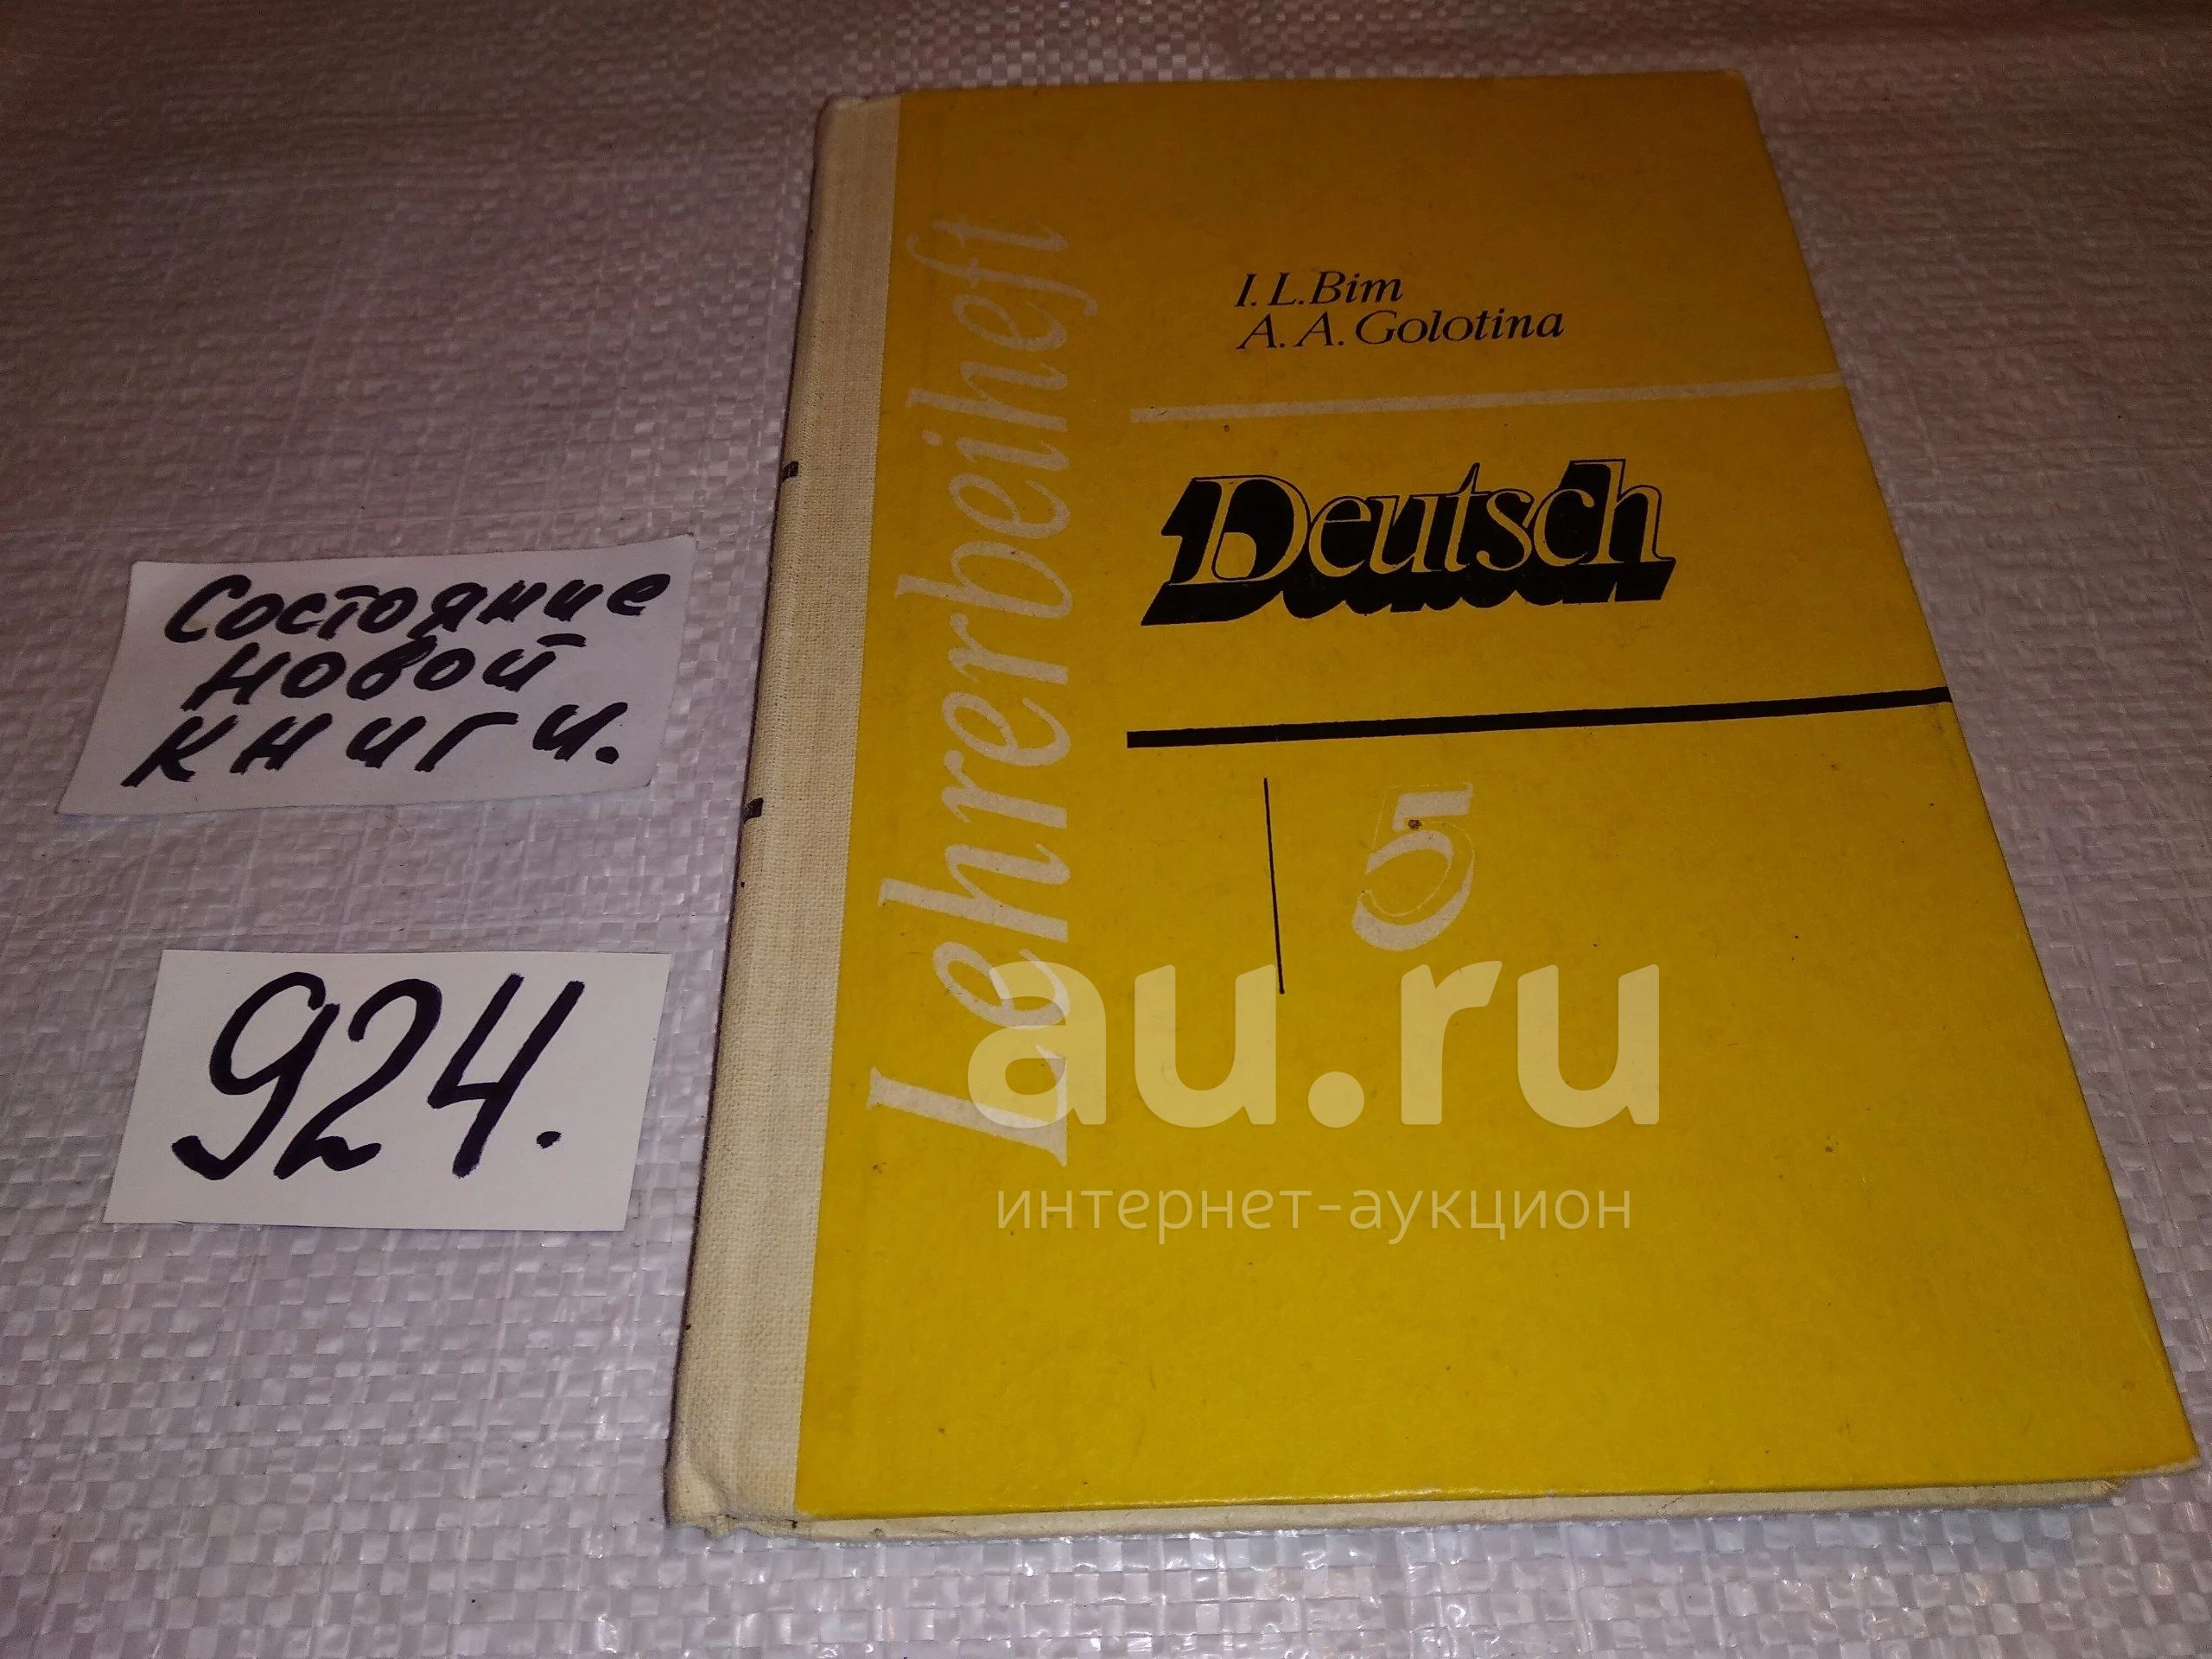 I. L. Bim
A. A. Golotina
Deutsch
Lehrerbeiheft
5
Состояние
новой
книги.
924.
au.ru
интернет-аукцион